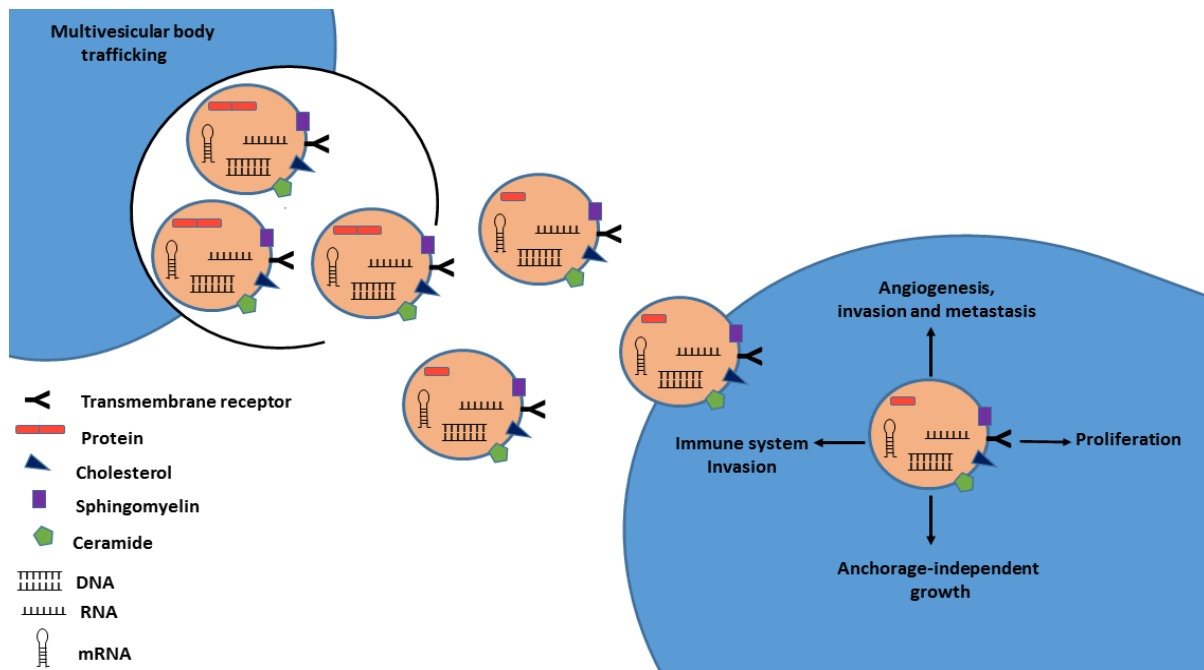 Multivesicular body
trafficking
Angiogenesis,
invasion and metastasis
Immune system
Invasion
Proliferation
Anchorage-independent
growth
Transmembrane receptor
Protein
Cholesterol
Sphingomyelin
Ceramide
DNA
RNA
mRNA